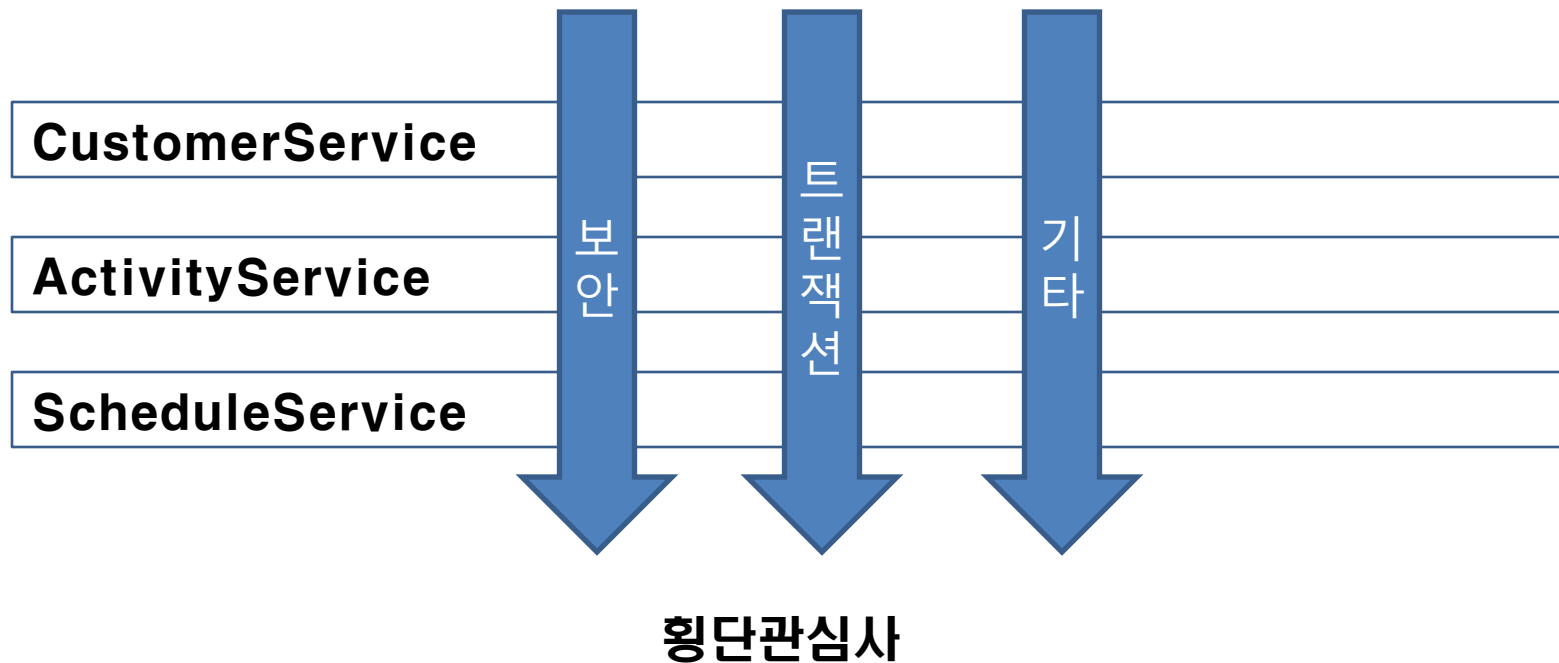 CustomerService
ActivityService
ScheduleService
보안
트랜잭션
기타
횡단관심사